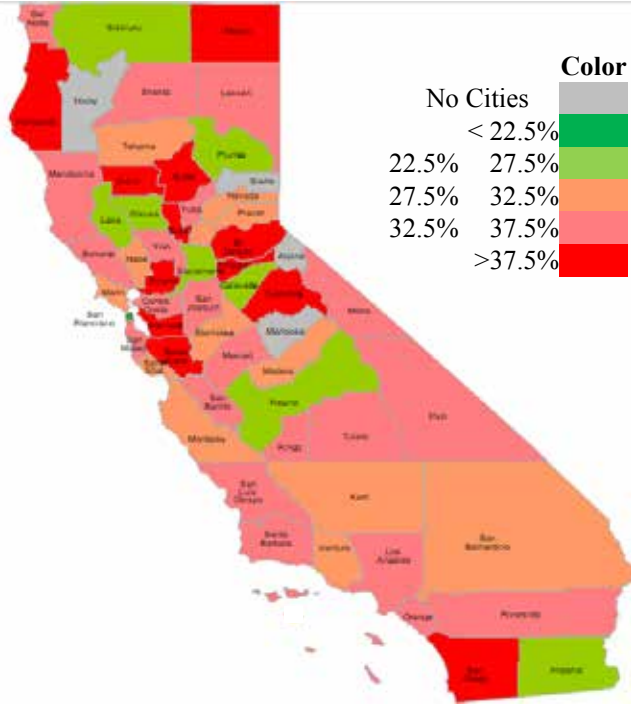 Color
No Cities
< 22.5%
22.5% 27.5%
27.5% 32.5%
32.5% 37.5%
>37.5%
Del Norte
Siskiyou
Modoc
Humboldt
Trinity
Shasta
Lassen
Tehama
Plumas
Mendocino
Glenn
Butte
Sierra
Nevada
Lake
Colusa
Yuba
Placer
Sutter
Sonoma
Napa
Yolo
El Dorado
Sacramento
Alpine
Marin
Solano
Calaveras
Tuolumne
Mono
Contra Costa
San Joaquin
San Francisco
Alameda
Stanislaus
Mariposa
San Mateo
Santa Clara
Santa Cruz
Merced
Madera
San Benito
Fresno
Monterey
Kings
Tulare
Inyo
San Luis Obispo
Kern
San Bernardino
Santa Barbara
Ventura
Los Angeles
Orange
Riverside
San Diego
Imperial